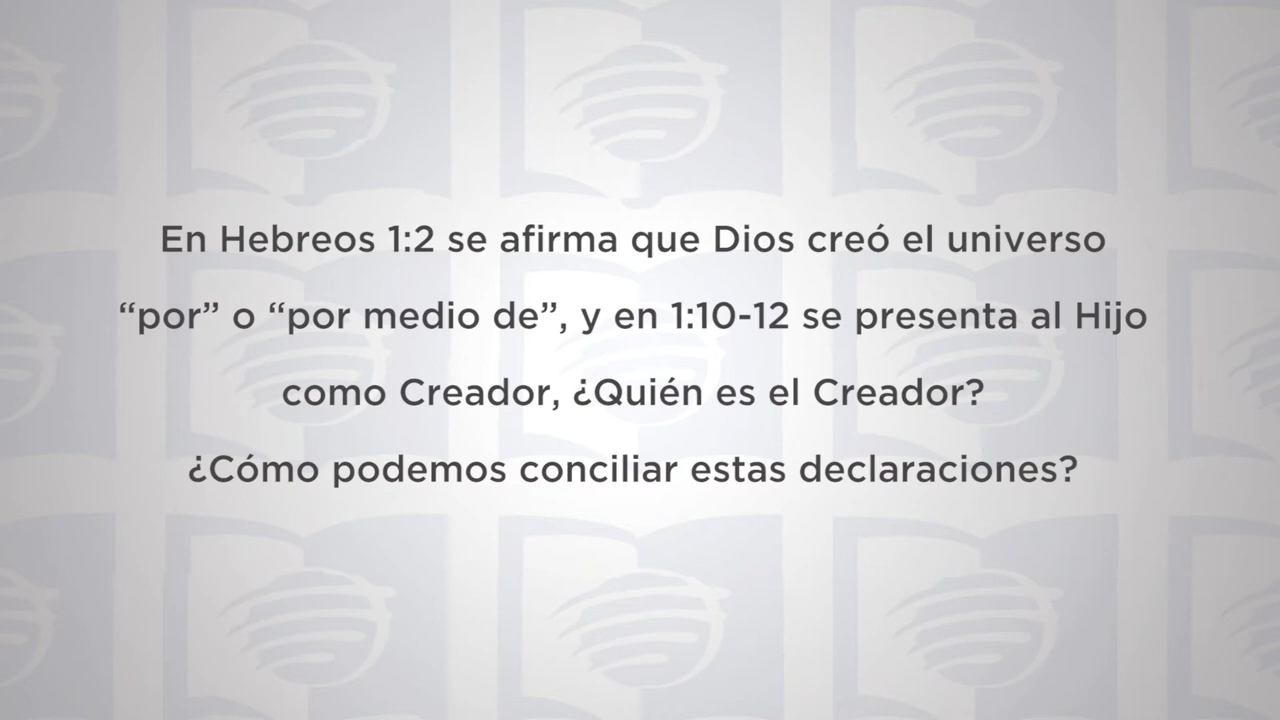 En Hebreos 1:2 se afirma que Dios creó el universo
“por” o “por medio de”, y en 1:10-12 se presenta al Hijo
como Creador, ¿Quién es el Creador?
¿Cómo podemos conciliar estas declaraciones?